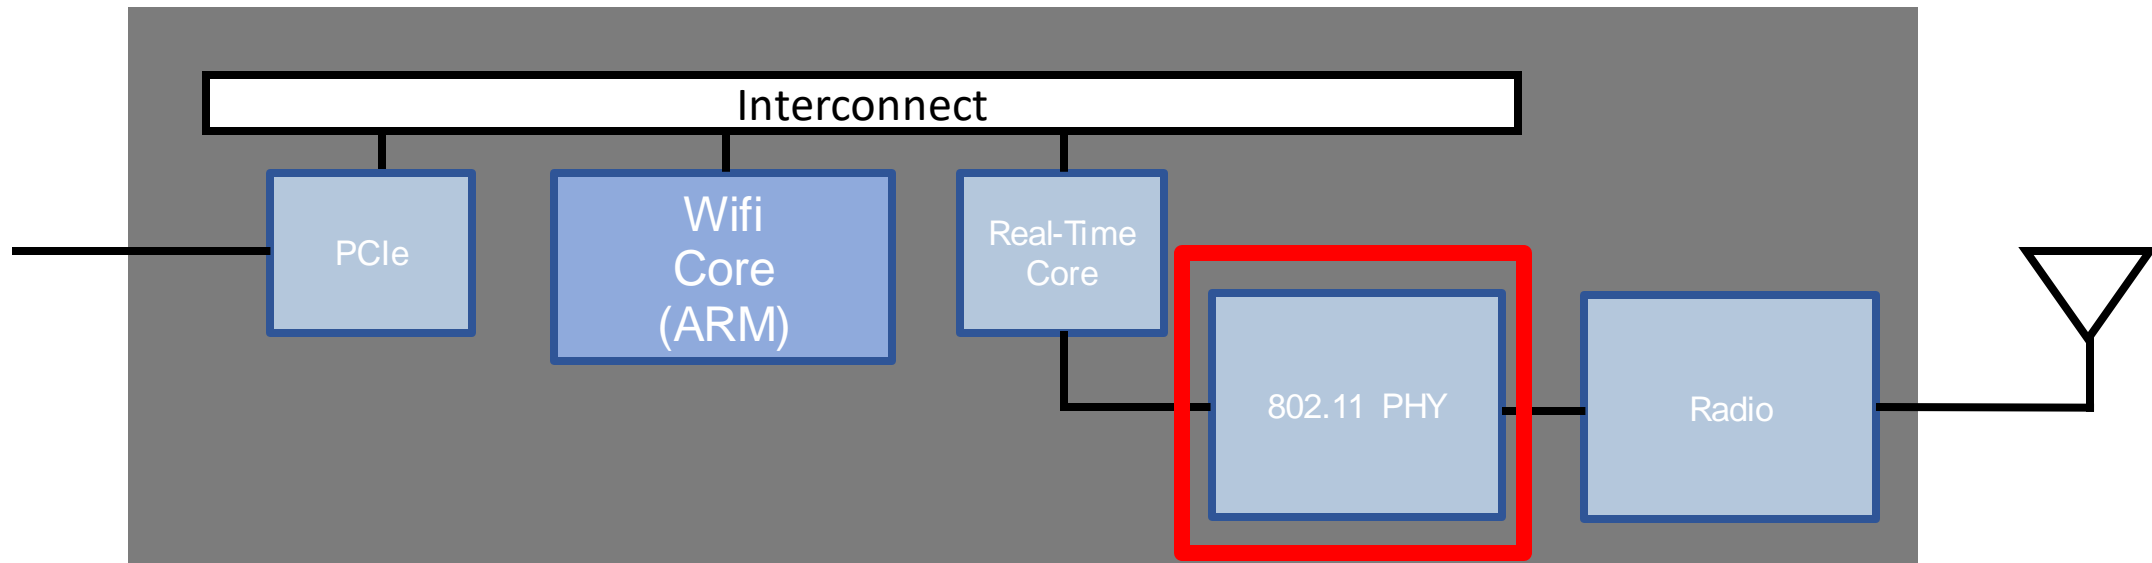 Interconnect
PCIe
Wifi
Core
(ARM)
Real-Time
Core
802.11 PHY
Radio